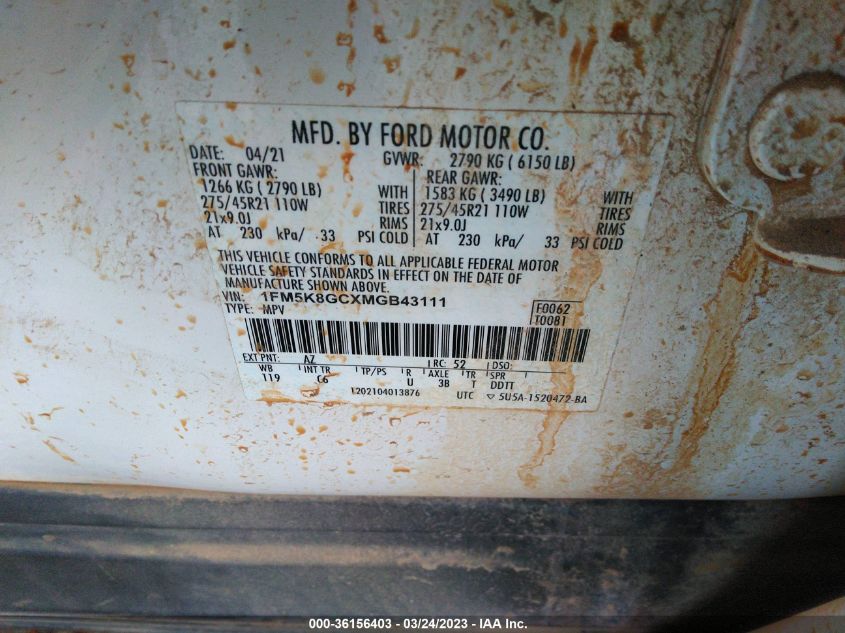 MFD. BY FORD MOTOR CO.
DATE: 04/21 GVWR: 2790 KG ( 6150 LB)
FRONT GAWR: REAR GAWR:
1266 KG ( 2790 LB) WITH 1583 KG ( 3490 LB) WITH
275/45R21 110W TIRES 275/45R21 110W TIRES
21x9.0J RIMS 21x9.0J RIMS
AT 230 kPa/ 33 PSI COLD AT 230 kPa/ 33 PSI COLD
THIS VEHICLE CONFORMS TO ALL APPLICABLE FEDERAL MOTOR
VEHICLE SAFETY STANDARDS IN EFFECT ON THE DATE OF
MANUFACTURE SHOWN ABOVE.
VIN: 1FM5K8GCXMGB43111
TYPE: MPV
F0062
T0081
EXT PNT: AZ RC: 52 DSO:
WB INT TR TP/PS R AXLE TR SPR
119 C6 U 3B T DDTT
E202104013876 UTC ▽ 5U5A-1520472-BA
000-36156403 - 03/24/2023 - IAA Inc.